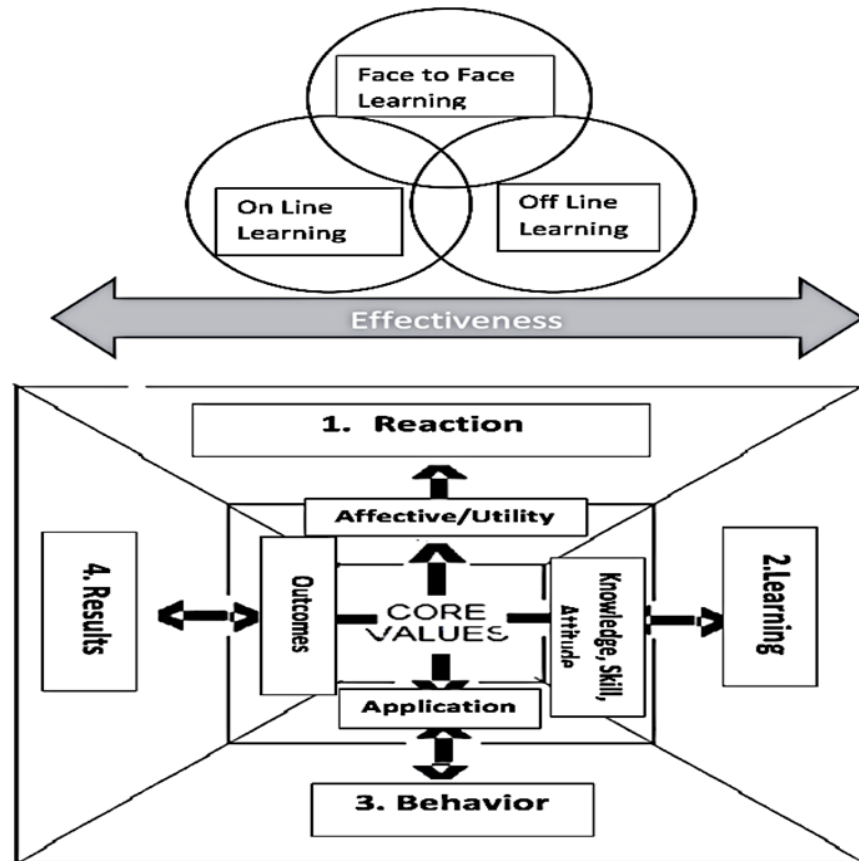 Face to Face
Learning
On Line
Learning
Off Line
Learning
Effectiveness
1. Reaction
Affective/Utility
4. Results
Outcomes
CORE
VALUES
Knowledge, Skill,
Attitude
2.Learning
Application
3. Behavior